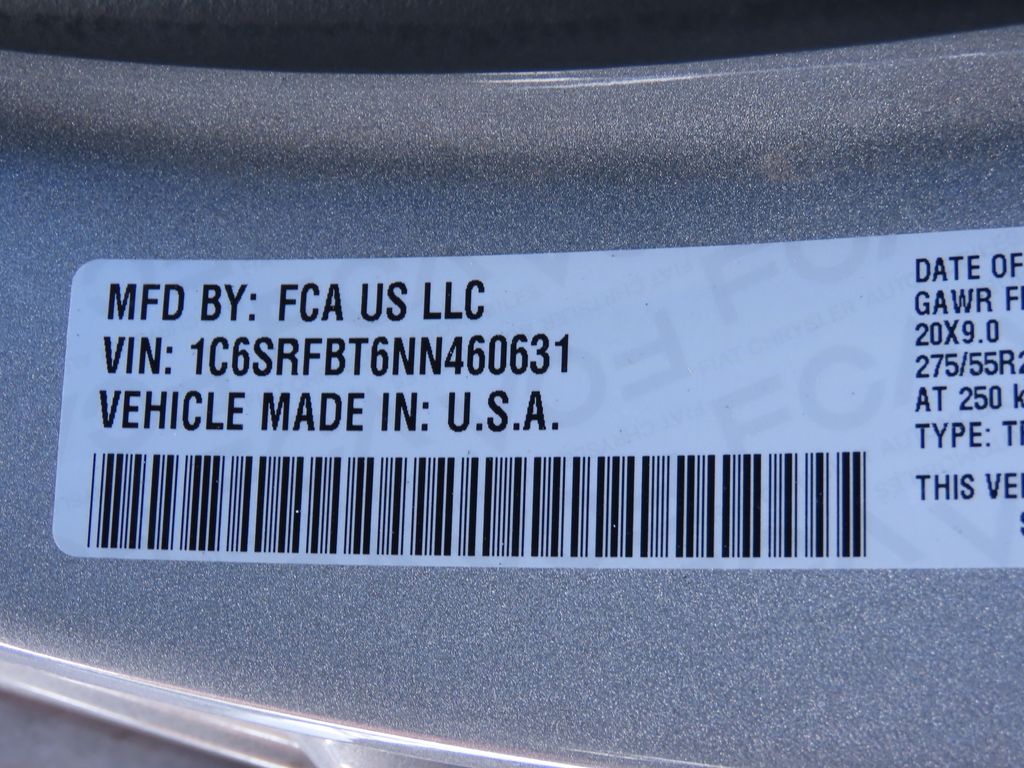 MFD BY: FCA US LLC
VIN: 1C6SRFBT6NN460631
VEHICLE MADE IN: U.S.A.
DATE OF
GAWR
20X9.0
275/55R2
AT 250
TYPE:
THIS